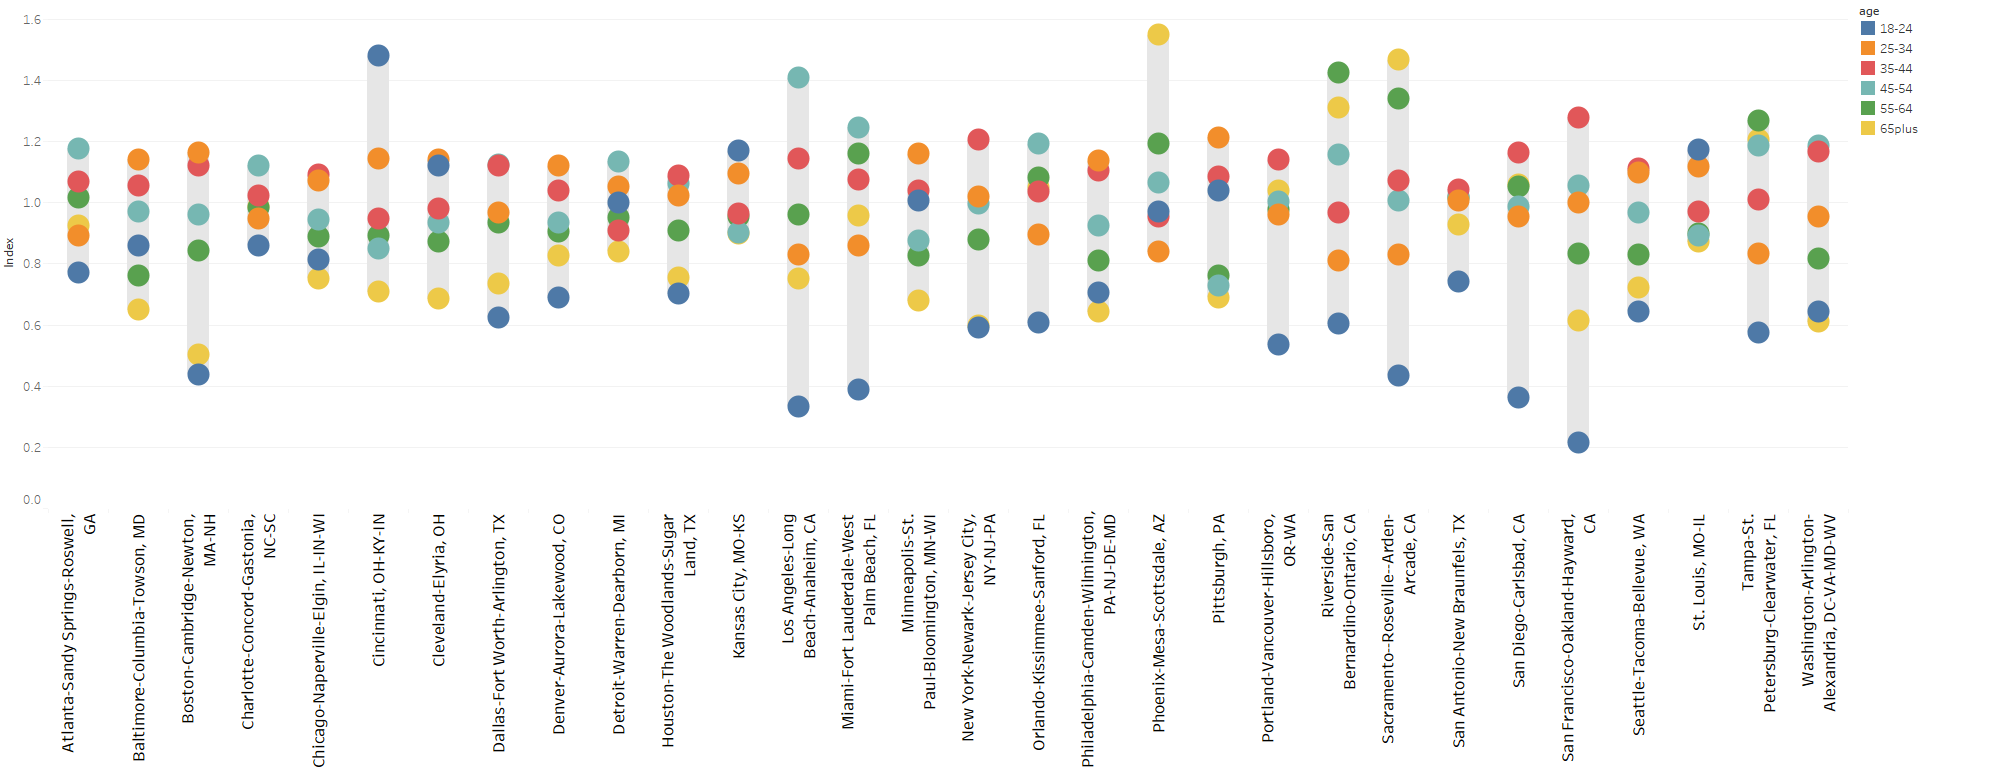 age
18-24
25-34
35-44
45-54
55-64
65plus
1.6
1.4
1.2
1.0
0.8
0.6
0.4
0.2
0.0
Index
Atlanta-Sandy Springs-Roswell,
GA
Baltimore-Columbia-Towson, MD
Boston-Cambridge-Newton,
MA-NH
Charlotte-Concord-Gastonia,
NC-SC
Chicago-Naperville-Elgin, IL-IN-WI
Cincinnati, OH-KY-IN
Cleveland-Elyria, OH
Dallas-Fort Worth-Arlington, TX
Denver-Aurora-Lakewood, CO
Detroit-Warren-Dearborn, MI
Houston-The Woodlands-Sugar
Land, TX
Kansas City, MO-KS
Los Angeles-Long
Beach-Anaheim, CA
Miami-Fort Lauderdale-West
Palm Beach, FL
Minneapolis-St.
Paul-Bloomington, MN-WI
New York-Newark-Jersey City,
NY-NJ-PA
Orlando-Kissimmee-Sanford, FL
Philadelphia-Camden-Wilmington,
PA-NJ-DE-MD
Phoenix-Mesa-Scottsdale, AZ
Pittsburgh, PA
Portland-Vancouver-Hillsboro,
OR-WA
Riverside-San
Bernardino-Ontario, CA
Sacramento--Roseville--Arden-
Arcade, CA
San Antonio-New Braunfels, TX
San Diego-Carlsbad, CA
San Francisco-Oakland-Hayward,
CA
Seattle-Tacoma-Bellevue, WA
St. Louis, MO-IL
Tampa-St.
Petersburg-Clearwater, FL
Washington-Arlington-
Alexandria, DC-VA-MD-WV